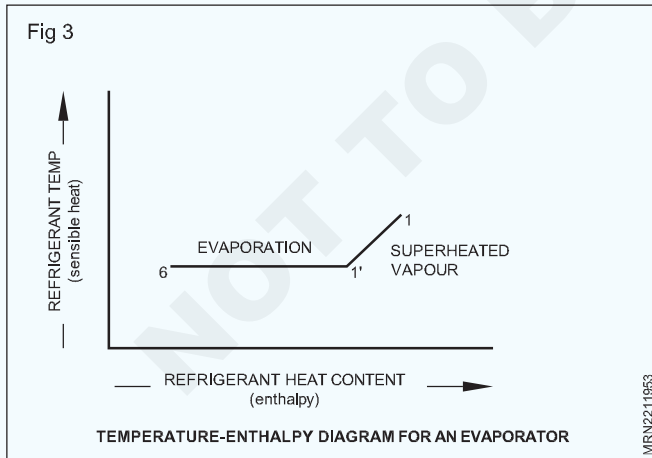 Fig 3
REFRIGERANT TEMP
(sensible heat)
EVAPORATION
1
SUPERHEATED
VAPOUR
6
1'
REFRIGERANT HEAT CONTENT
(enthalpy)
TEMPERATURE-ENTHALPY DIAGRAM FOR AN EVAPORATOR
MRN2211953
NOT TO B